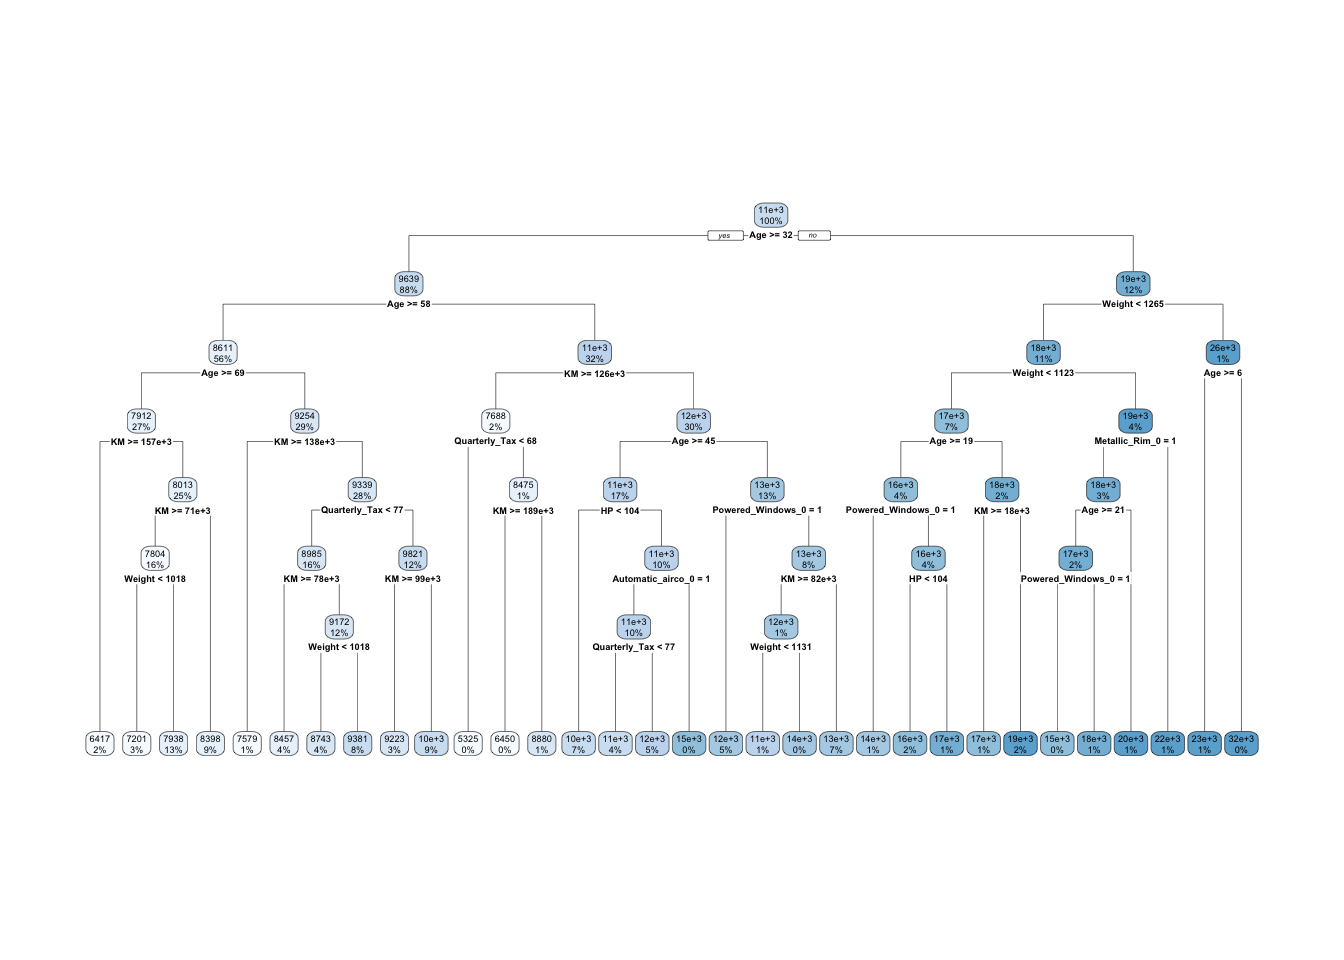 11e+3
100%
yes Age >= 32 no
9639
88%
Age >= 58
19e+3
12%
Weight < 1265
8611
56%
Age >= 69
11e+3
32%
KM >= 126e+3
18e+3
11%
Weight < 1123
26e+3
1%
Age >= 6
7912
27%
KM >= 157e+3
9254
29%
KM >= 138e+3
7688
2%
Quarterly_Tax < 68
12e+3
30%
Age >= 45
17e+3
7%
Age >= 19
19e+3
4%
Metallic_Rim_0 = 1
8013
25%
KM >= 71e+3
9339
28%
Quarterly_Tax < 77
8475
1%
KM >= 189e+3
11e+3
17%
HP < 104
13e+3
13%
Powered_Windows_0 = 1
16e+3
4%
Powered_Windows_0 = 1
18e+3
2%
KM >= 18e+3
18e+3
3%
Age >= 21
7804
16%
Weight < 1018
8985
16%
KM >= 78e+3
9821
12%
KM >= 99e+3
11e+3
10%
Automatic_airco_0 = 1
13e+3
8%
KM >= 82e+3
16e+3
4%
HP < 104
17e+3
2%
Powered_Windows_0 = 1
9172
12%
Weight < 1018
11e+3
10%
Quarterly_Tax < 77
12e+3
1%
Weight < 1131
6417
2%
7201
3%
7938
13%
8398
9%
7579
1%
8457
4%
8743
4%
9381
8%
9223
3%
10e+3
9%
5325
0%
6450
0%
8880
1%
10e+3
7%
11e+3
4%
12e+3
5%
15e+3
0%
12e+3
5%
11e+3
1%
14e+3
0%
13e+3
7%
14e+3
1%
16e+3
2%
17e+3
1%
17e+3
1%
19e+3
2%
15e+3
0%
18e+3
1%
20e+3
1%
22e+3
1%
23e+3
1%
32e+3
0%